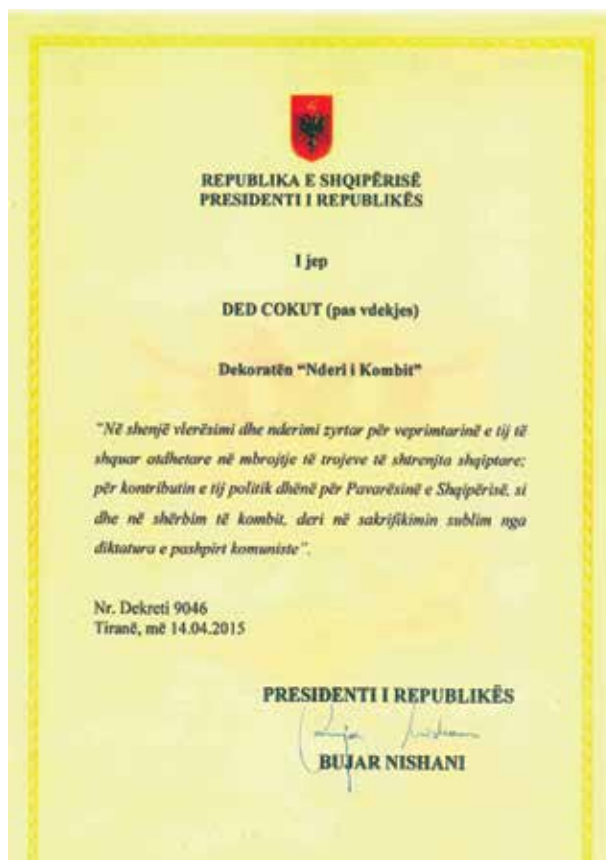 REPUBLIKA E SHQIPËRISË
PRESIDENTI I REPUBLIKËS
I jep
DED COKUT (pas vdekjes)
Dekoratën “Nderi i Kombit”
“Në shenjë vlerësimi dhe nderimi zyrtar për veprimtarinë e tij të
shquar atdhetare në mbrojtje të trojeve të shtrenjta shqiptare;
për kontributin e tij politik dhënë për Pavarësinë e Shqipërisë, si
dhe në shërbim të kombit, deri në sakrifikimin sublim nga
diktatura e pashpirt komuniste”.
Nr. Dekreti 9046
Tiranë, më 14.04.2015
PRESIDENTI I REPUBLIKËS
BUJAR NISHANI